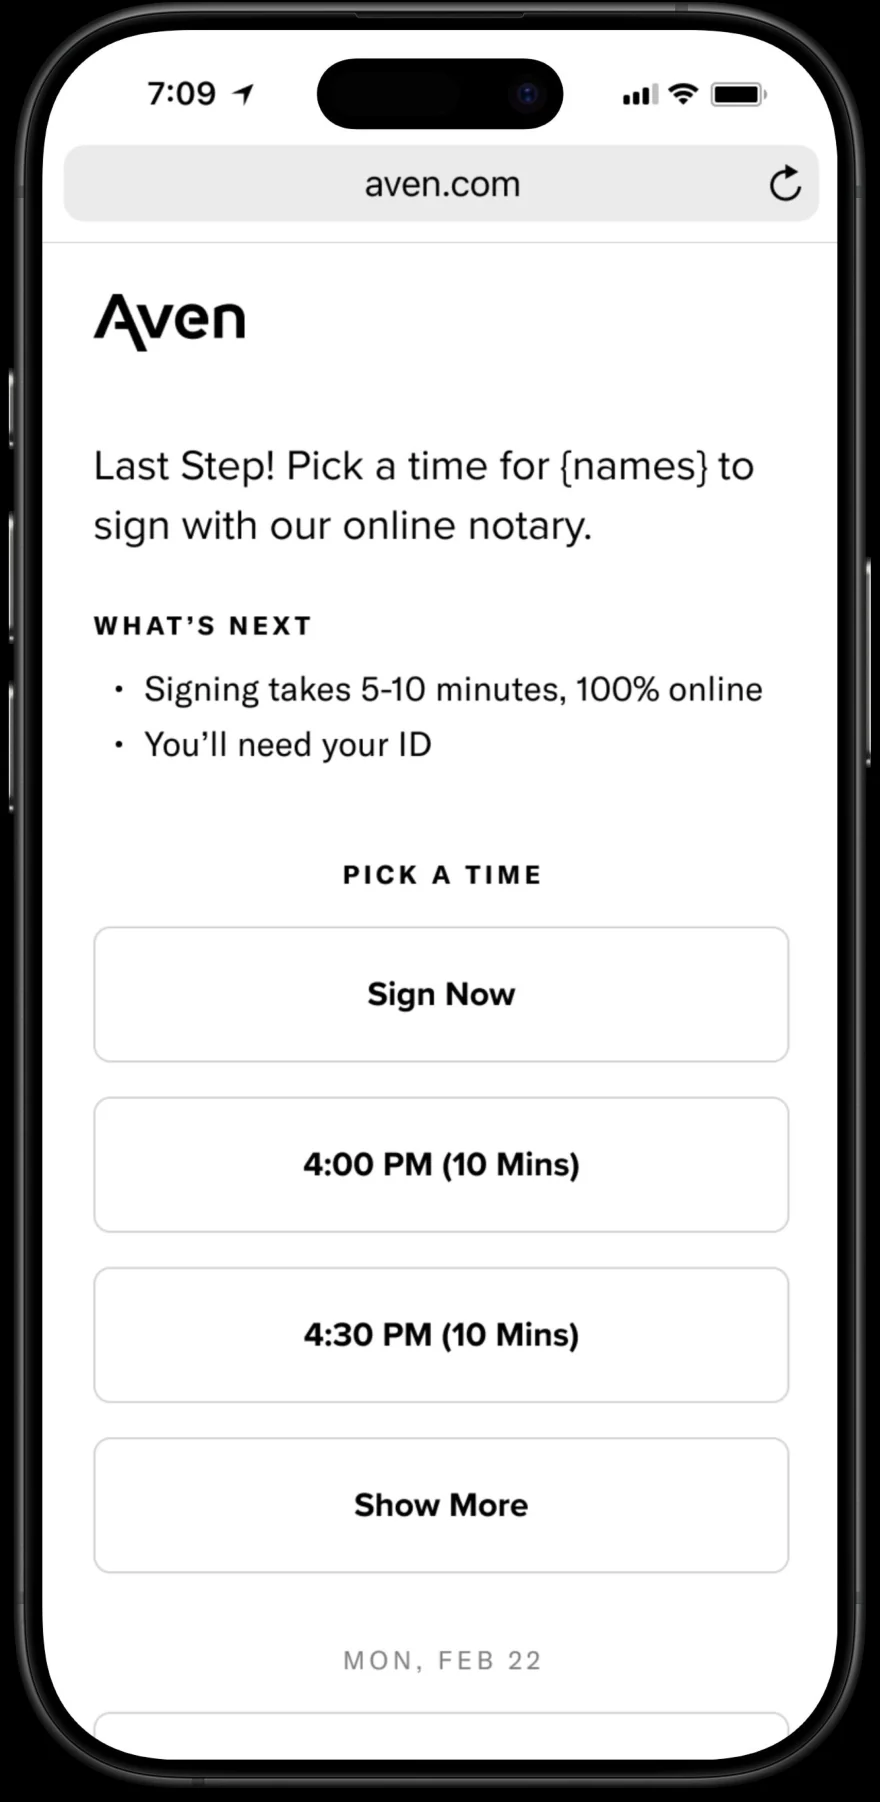 7:09
aven.com
Aven
Last Step! Pick a time for {names} to
sign with our online notary.
WHAT’S NEXT
• Signing takes 5-10 minutes, 100% online
• You’ll need your ID
PICK A TIME
Sign Now
4:00 PM (10 Mins)
4:30 PM (10 Mins)
Show More
MON, FEB 22